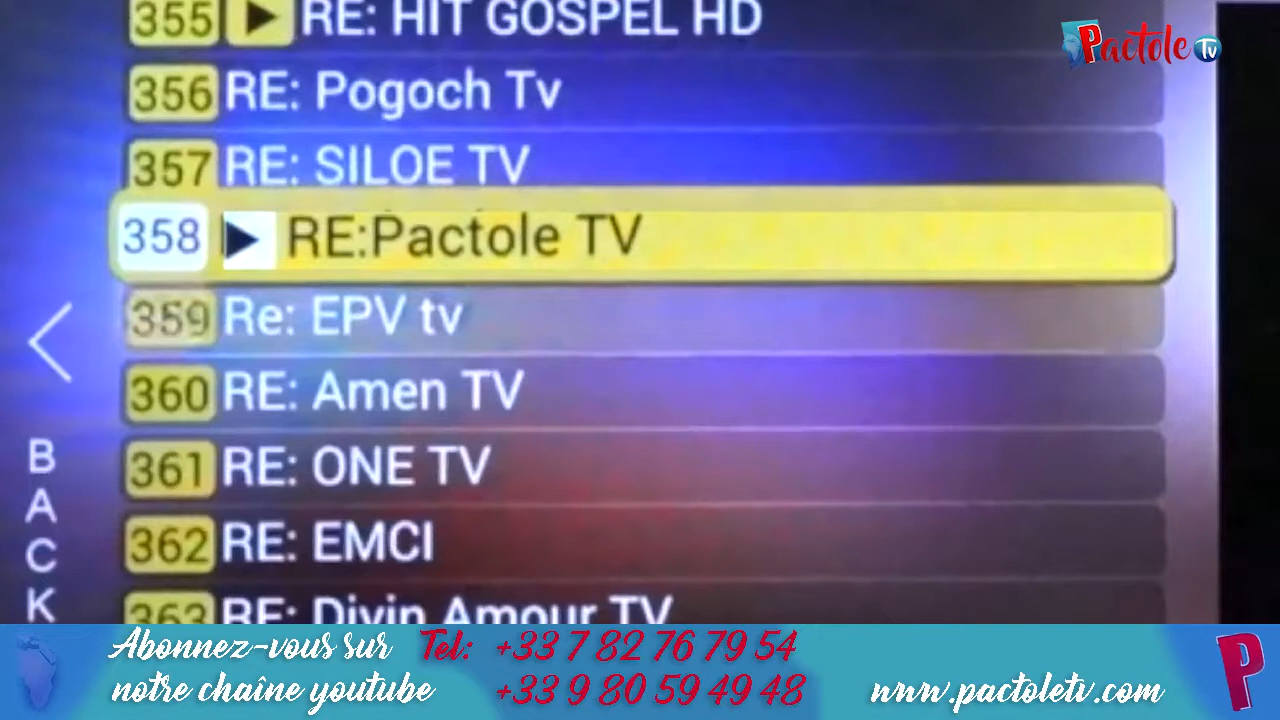 355 RE: HIT GOSPEL HD
Pactole Tv
356 RE: Pogoch Tv
357 RE: SILOE TV
358 RE:Pactole TV
359 Re: EPV tv
360 RE: Amen TV
361 RE: ONE TV
362 RE: EMCI
363 RE: Divin Amour TV
BACK
Abonnez-vous sur
notre chaîne youtube
Tel: +33 7 82 76 79 54
+33 9 80 59 49 48
www.pactoletv.com
P